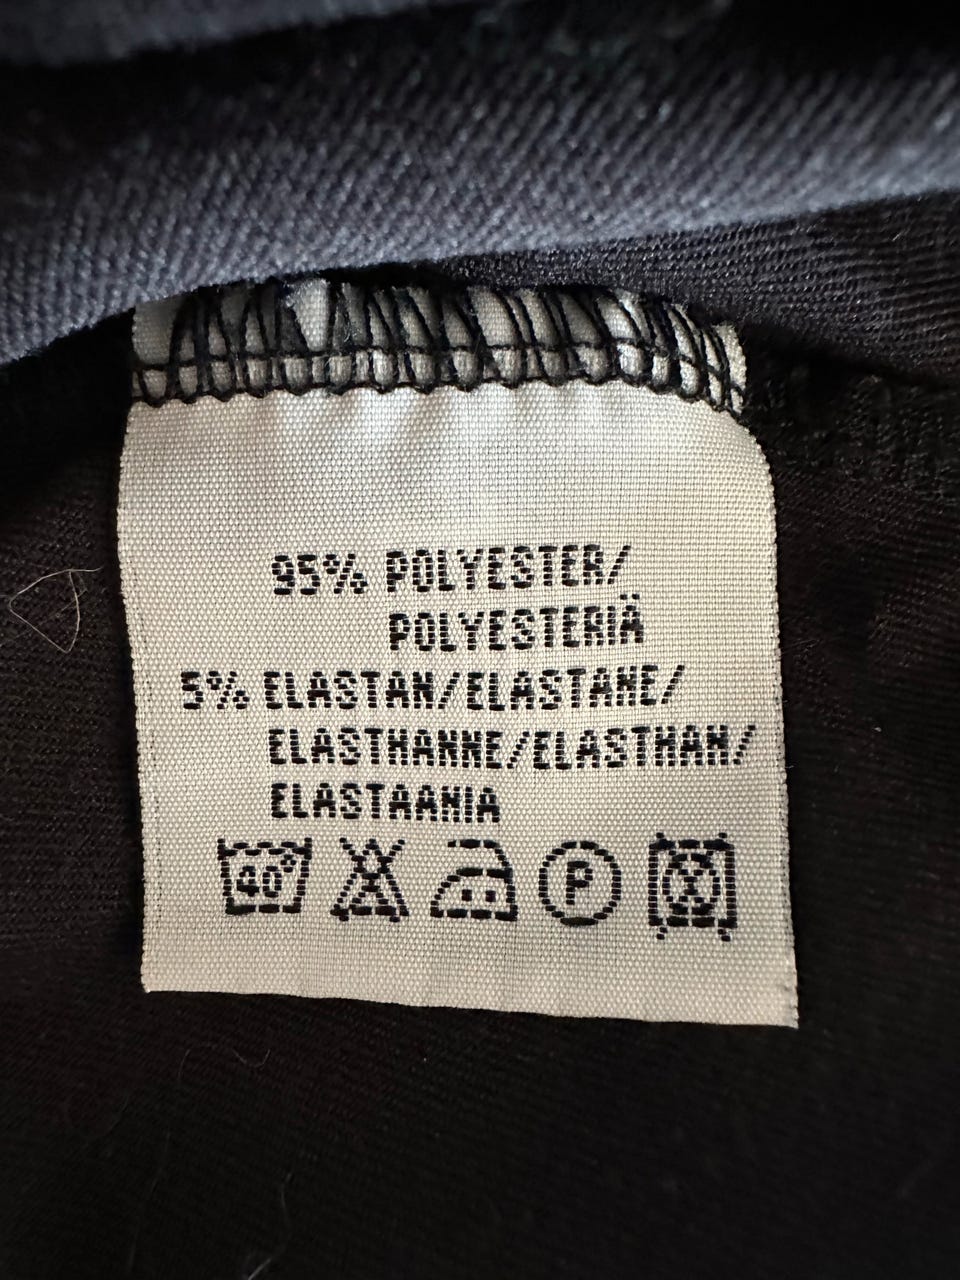 95% POLYESTER/
POLYESTERIÄ
5% ELASTAN/ELASTANE/
ELASTHANNE/ELASTHAN/
ELASTAANIA
40° P